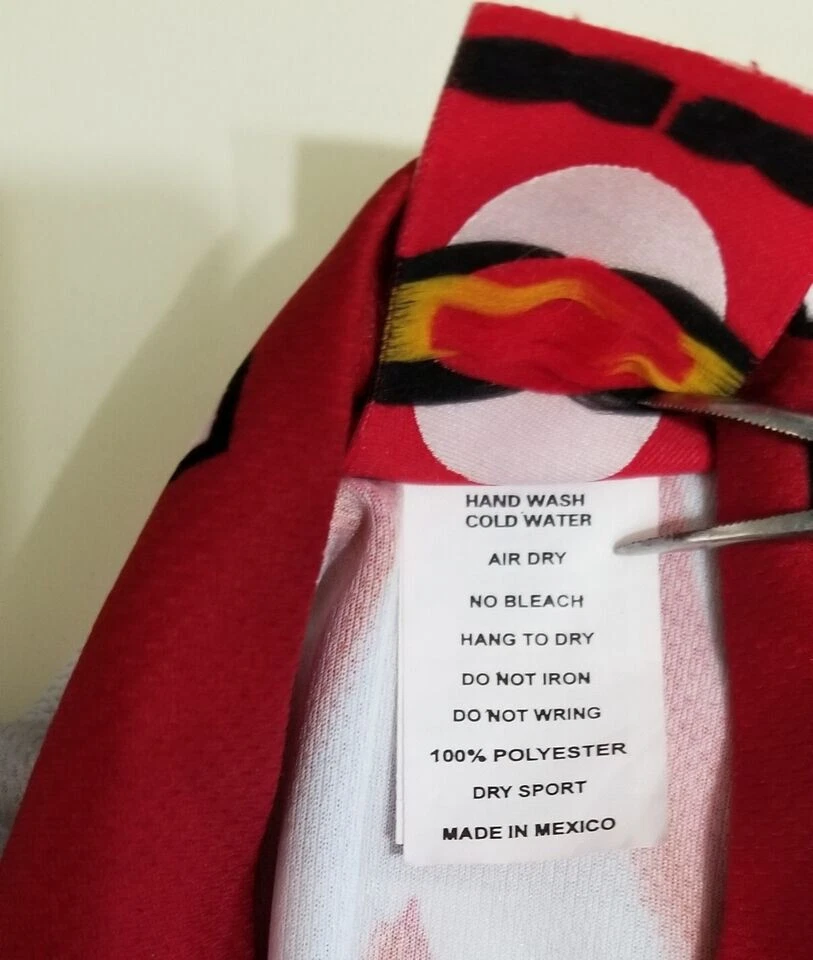 HAND WASH
COLD WATER
AIR DRY
NO BLEACH
HANG TO DRY
DO NOT IRON
DO NOT WRING
100% POLYESTER
DRY SPORT
MADE IN MEXICO